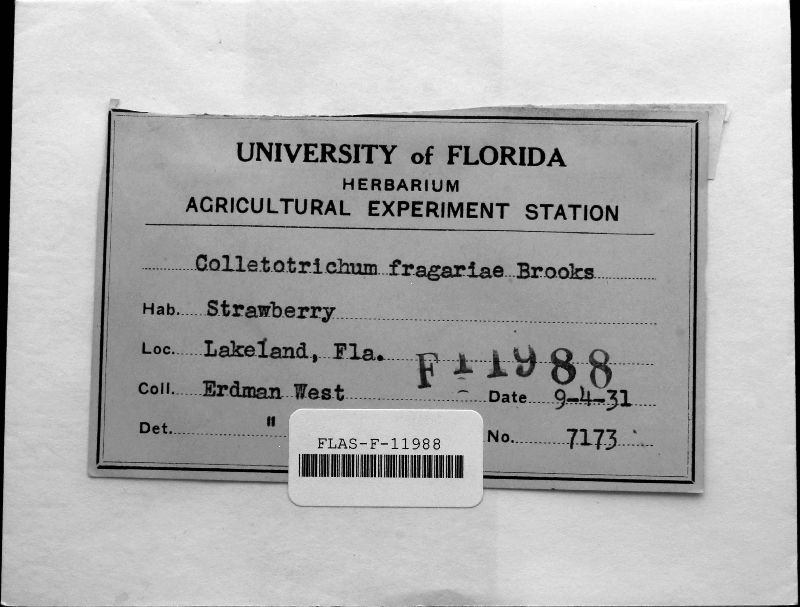 UNIVERSITY of FLORIDA
HERBARIUM
AGRICULTURAL EXPERIMENT STATION
Colletotrichum fragariae Brooks
Hab. Strawberry
Loc. Lakeland, Fla.
F 11988
Coll. Erdman West Date 9-4-31
Det. " No. 7173
FLAS-F-11988